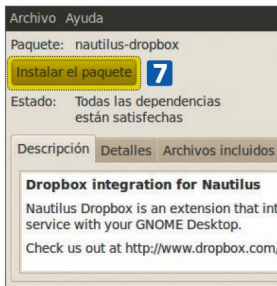 Archivo Ayuda
Paquete: nautilus-dropbox
Instalar el paquete 7
Estado: Todas las dependencias
están satisfechas
Descripción Detalles Archivos incluidos
Dropbox integration for Nautilus
Nautilus Dropbox is an extension that int
service with your GNOME Desktop.
Check us out at http://www.dropbox.com/